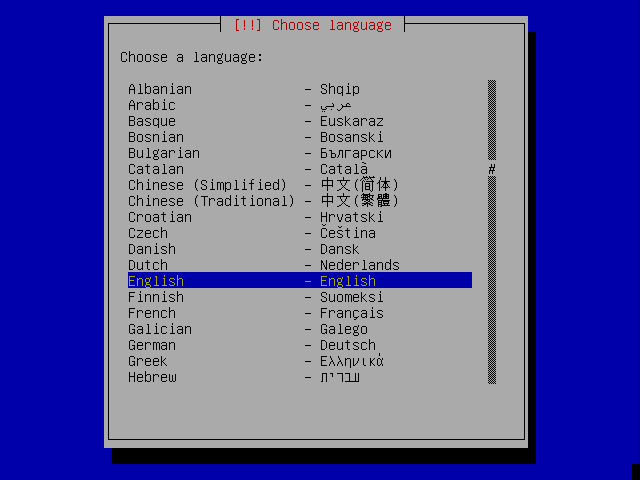 [!!] Choose language
Choose a language:
Albanian - Shqip
Arabic - عربي
Basque - Euskaraz
Bosnian - Bosanski
Bulgarian - Български
Catalan - Català
#
Chinese (Simplified) - 中文(简体)
Chinese (Traditional) - 中文(繁體)
Croatian - Hrvatski
Czech - Čeština
Danish - Dansk
Dutch - Nederlands
English - English
Finnish - Suomeksi
French - Français
Galician - Galego
German - Deutsch
Greek - Ελληνικά
Hebrew - עברית